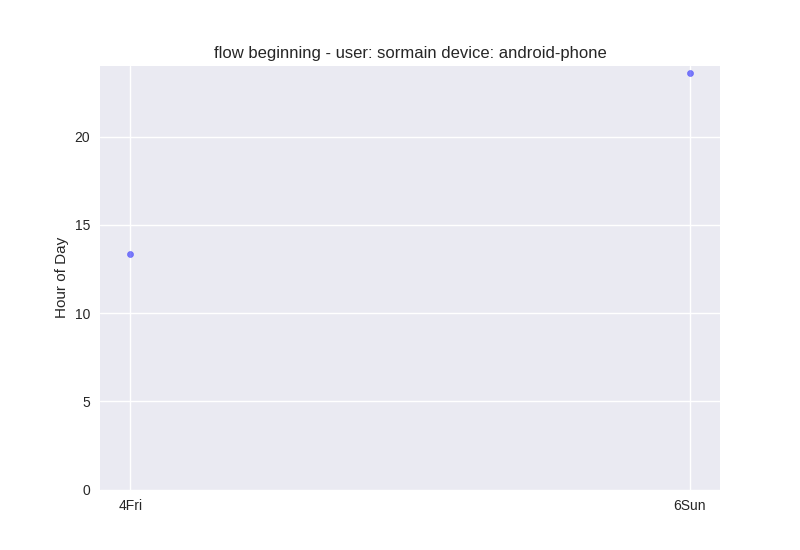 flow beginning - user: sormain device: android-phone
Hour of Day
20
15
10
5
0
4Fri
6Sun